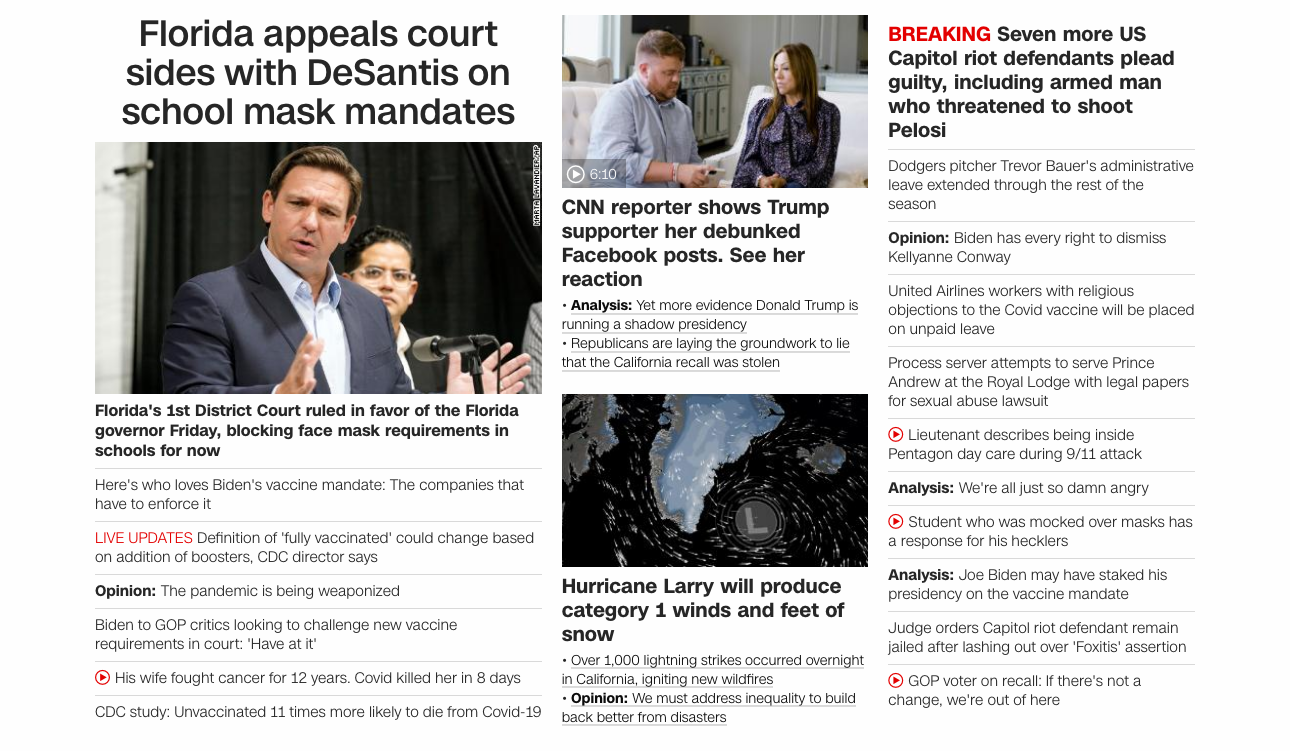 Florida appeals court
sides with DeSantis on
school mask mandates
MARTA LAVANDIER/AP
Florida's 1st District Court ruled in favor of the Florida
governor Friday, blocking face mask requirements in
schools for now
Here's who loves Biden's vaccine mandate: The companies that
have to enforce it
LIVE UPDATES Definition of 'fully vaccinated' could change based
on addition of boosters, CDC director says
Opinion: The pandemic is being weaponized
Biden to GOP critics looking to challenge new vaccine
requirements in court: 'Have at it'
His wife fought cancer for 12 years. Covid killed her in 8 days
CDC study: Unvaccinated 11 times more likely to die from Covid-19
6:10
CNN reporter shows Trump
supporter her debunked
Facebook posts. See her
reaction
• Analysis: Yet more evidence Donald Trump is
running a shadow presidency
• Republicans are laying the groundwork to lie
that the California recall was stolen
L
Hurricane Larry will produce
category 1 winds and feet of
snow
• Over 1,000 lightning strikes occurred overnight
in California, igniting new wildfires
• Opinion: We must address inequality to build
back better from disasters
BREAKING Seven more US
Capitol riot defendants plead
guilty, including armed man
who threatened to shoot
Pelosi
Dodgers pitcher Trevor Bauer's administrative
leave extended through the rest of the
season
Opinion: Biden has every right to dismiss
Kellyanne Conway
United Airlines workers with religious
objections to the Covid vaccine will be placed
on unpaid leave
Process server attempts to serve Prince
Andrew at the Royal Lodge with legal papers
for sexual abuse lawsuit
Lieutenant describes being inside
Pentagon day care during 9/11 attack
Analysis: We're all just so damn angry
Student who was mocked over masks has
a response for his hecklers
Analysis: Joe Biden may have staked his
presidency on the vaccine mandate
Judge orders Capitol riot defendant remain
jailed after lashing out over 'Foxitis' assertion
GOP voter on recall: If there's not a
change, we're out of here